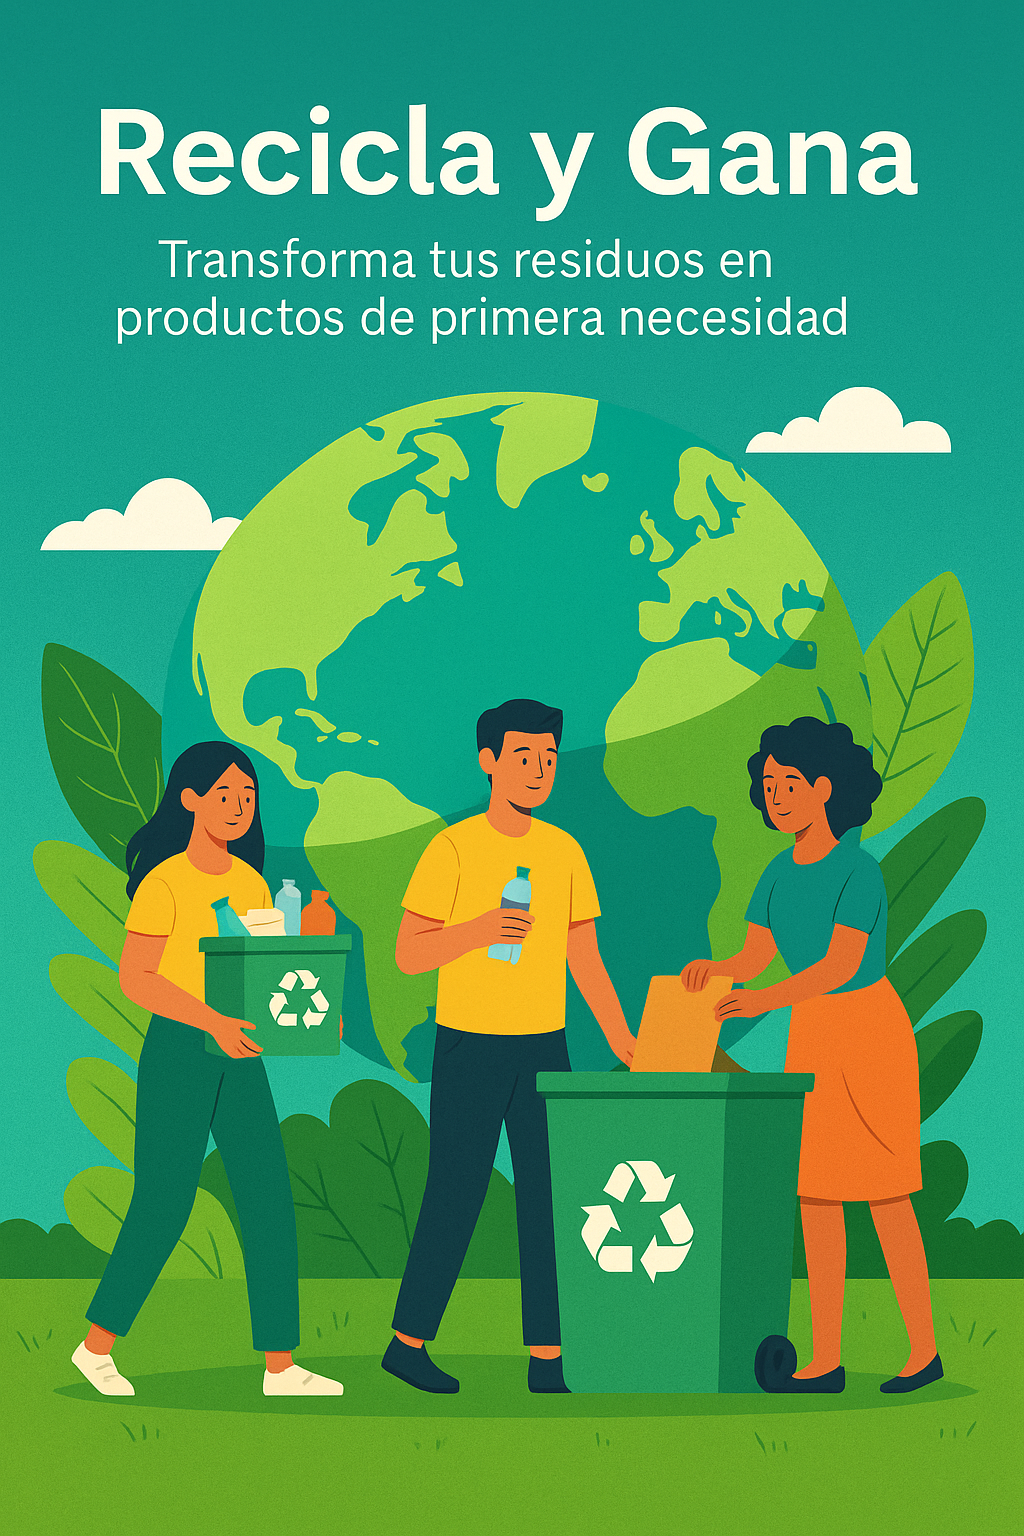 Recicla y Gana
Transforma tus residuos en
productos de primera necesidad